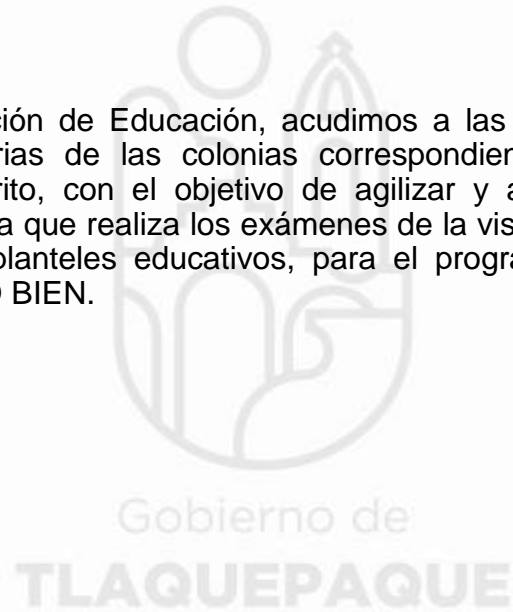 ción de Educación, acudimos a las
rias de las colonias correspondien
rito, con el objetivo de agilizar y a
a que realiza los exámenes de la vis
planteles educativos, para el progra
O BIEN.
Gobierno de
TLAQUEPAQUE